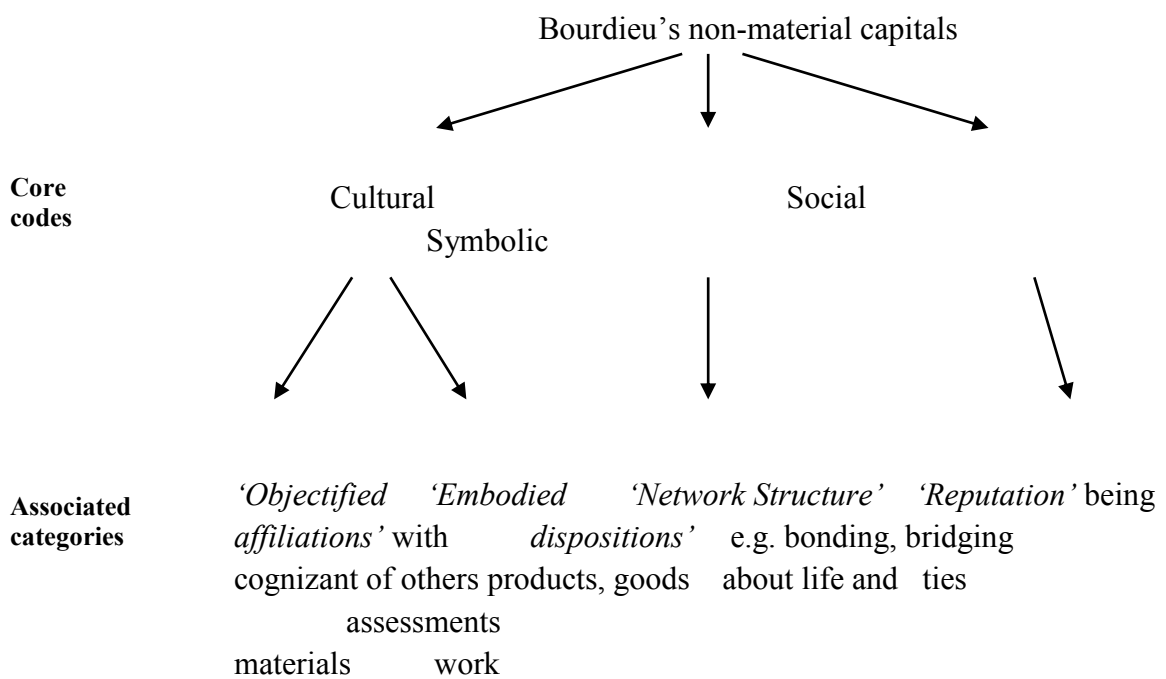 Bourdieu’s non-material capitals
Core
codes
Cultural Social
Symbolic
Associated
categories
‘Objectified ‘Embodied ‘Network Structure’ ‘Reputation’ being
affiliations’ with dispositions’ e.g. bonding, bridging
cognizant of others products, goods about life and ties
assessments
materials work